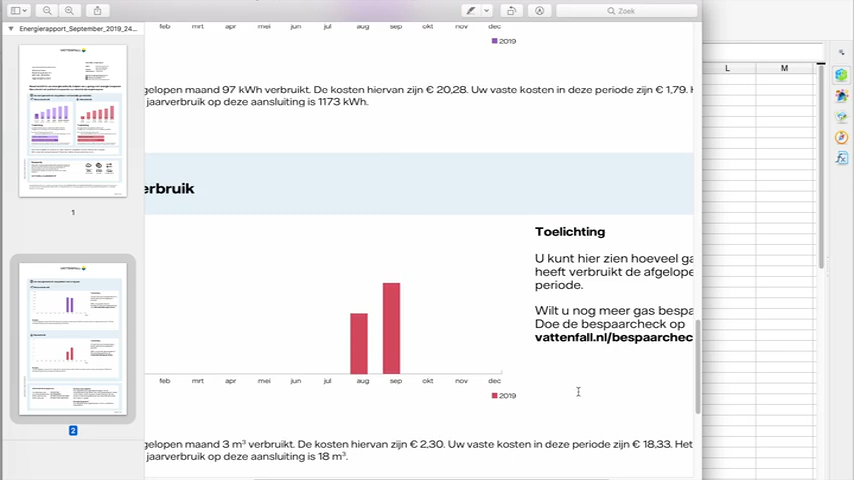 Zoek
Energierapport_September_2019_24...
VATTENFALL
1
VATTENFALL
2
feb mrt apr mei jun jul aug sep okt nov dec
2019
gelopen maand 97 kWh verbruikt. De kosten hiervan zijn € 20,28. Uw vaste kosten in deze periode zijn € 1,79. H
jaarverbruik op deze aansluiting is 1173 kWh.
erbruik
Toelichting
U kunt hier zien hoeveel ga
heeft verbruikt de afgelope
periode.
Wilt u nog meer gas bespa
Doe de bespaarcheck op
vattenfall.nl/bespaarchec
feb mrt apr mei jun jul aug sep okt nov dec
2019
gelopen maand 3 m³ verbruikt. De kosten hiervan zijn € 2,30. Uw vaste kosten in deze periode zijn € 18,33. Het
jaarverbruik op deze aansluiting is 18 m³.
L M